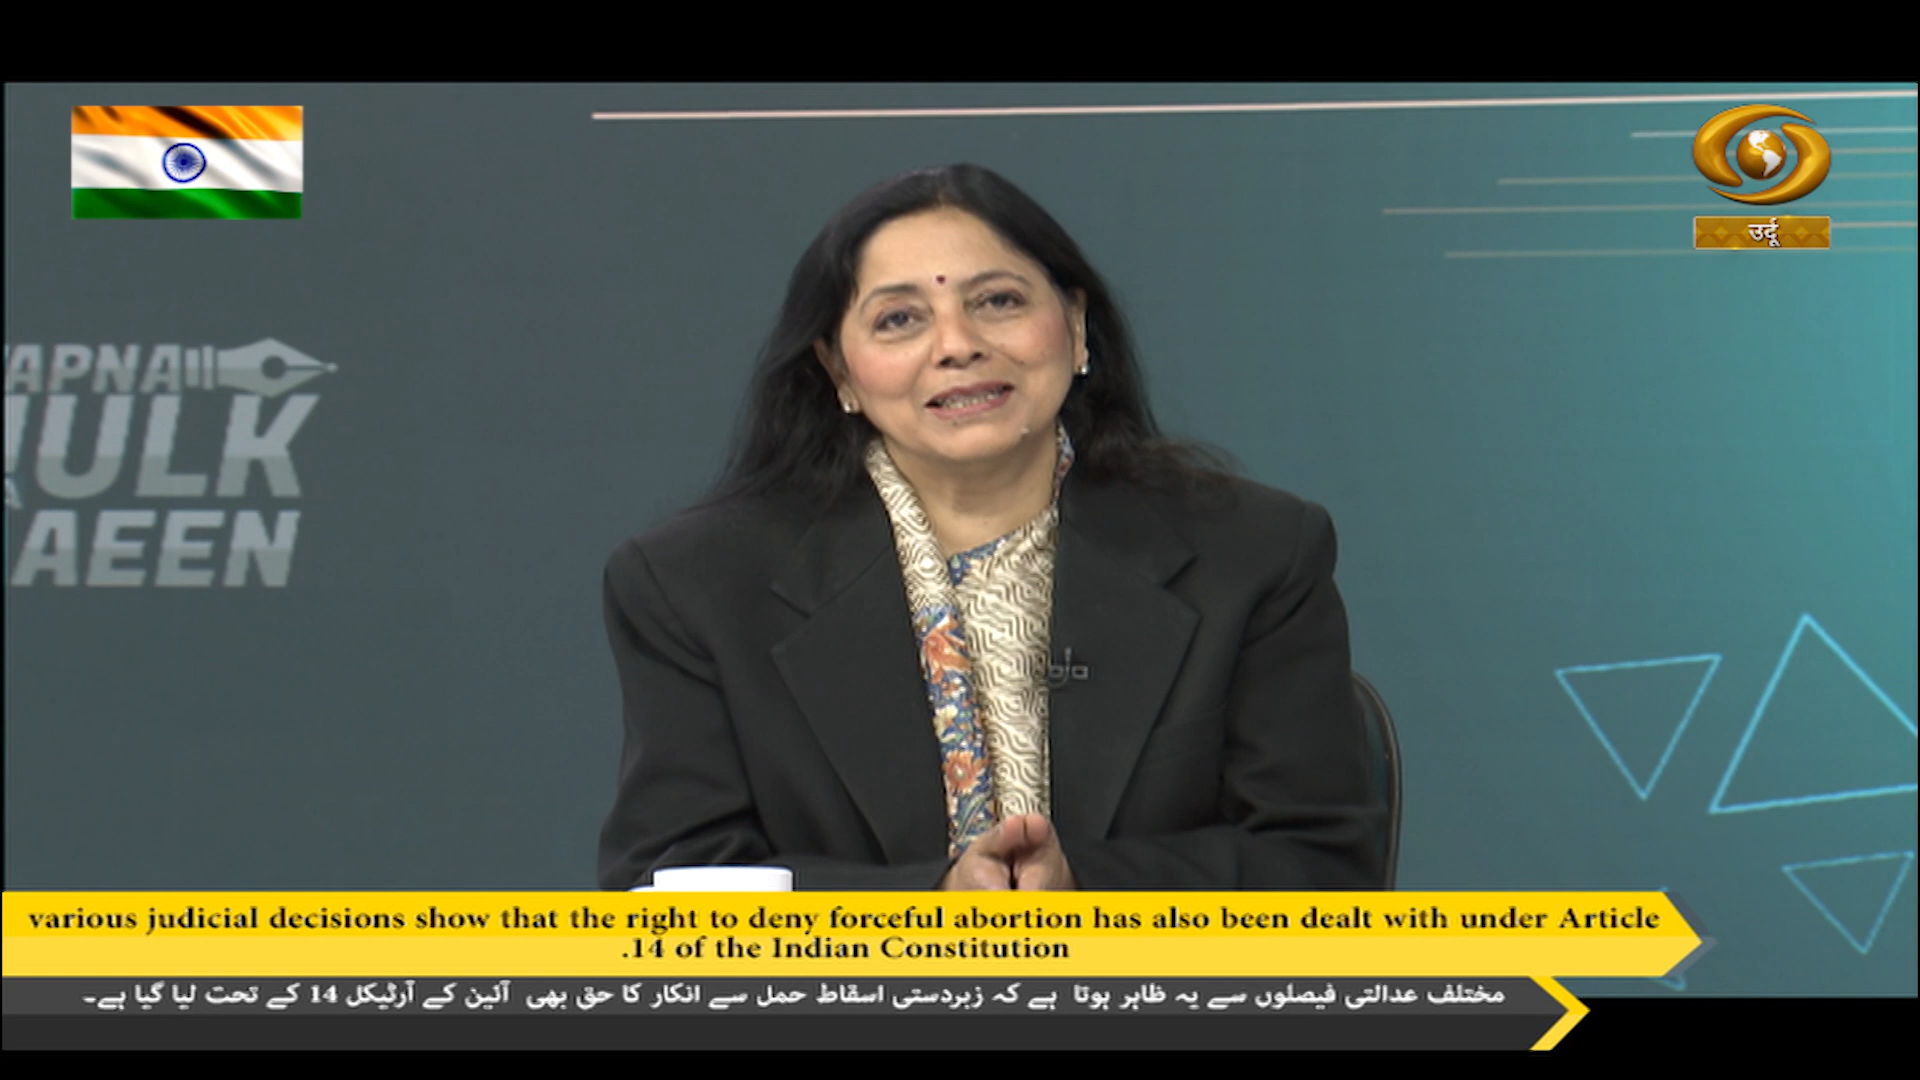 उर्दू
APNA
MULK
AEEN
various judicial decisions show that the right to deny forceful abortion has also been dealt with under Article
.14 of the Indian Constitution
مختلف عدالتی فیصلوں سے یہ ظاہر ہوتا ہے کہ زبردستی اسقاط حمل سے انکار کا حق بھی آئین کے آرٹیکل 14 کے تحت لیا گیا ہے۔